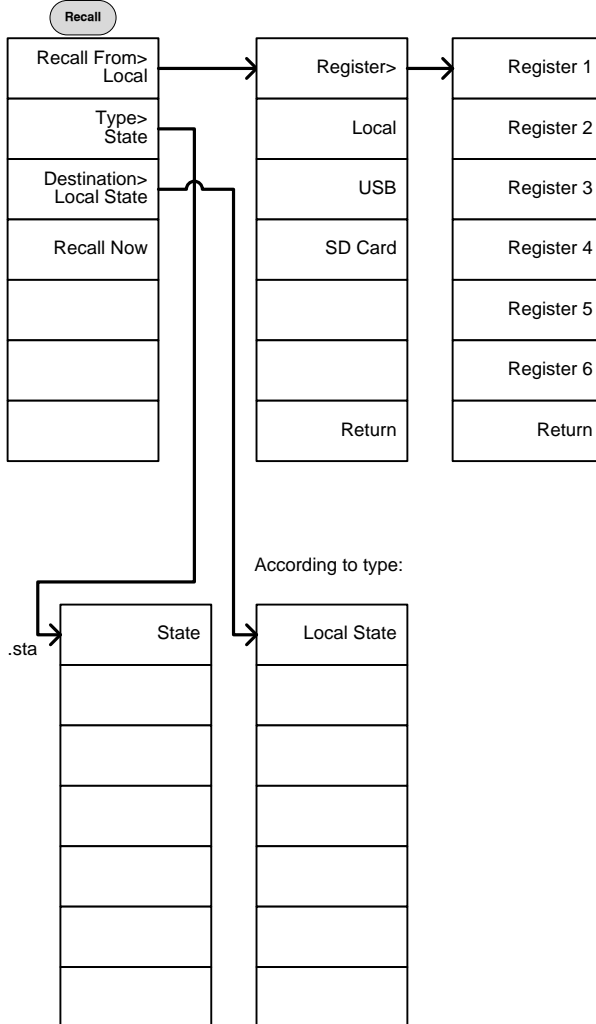 Recall
Recall From>
Local
Type>
State
Destination>
Local State
Recall Now
Register>
Local
USB
SD Card
Return
Register 1
Register 2
Register 3
Register 4
Register 5
Register 6
Return
According to type:
.sta
State
Local State